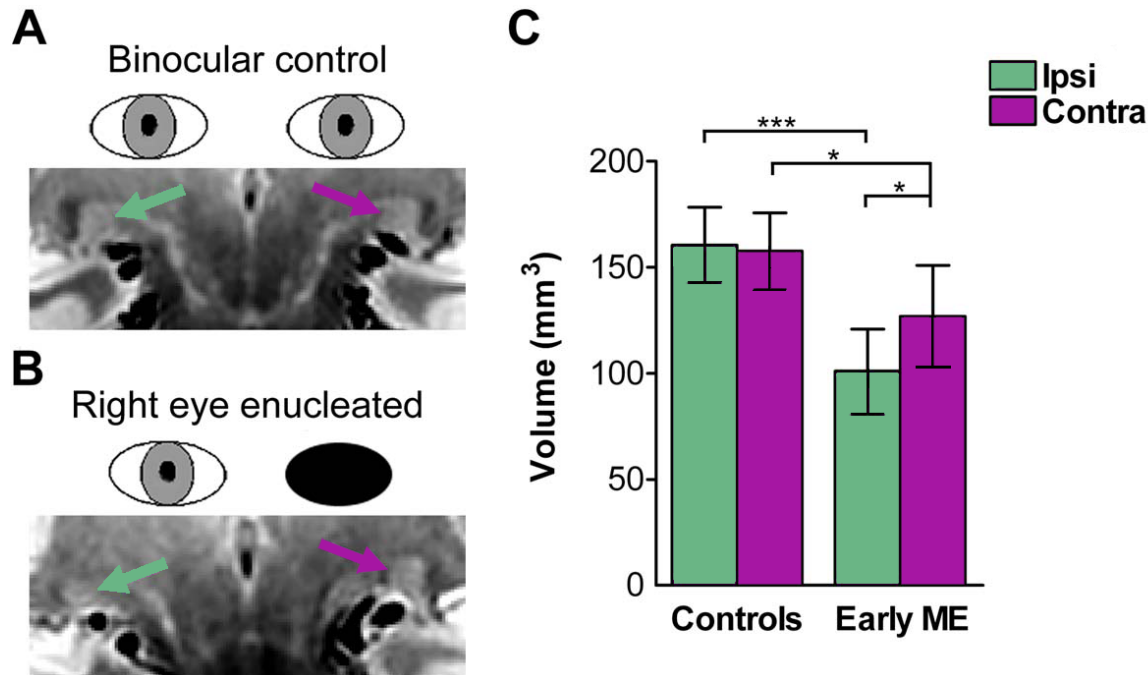 A
Binocular control
B
Right eye enucleated
C
Ipsi
Contra
***
*
*
Volume (mm³)
200
150
100
50
0
Controls
Early ME